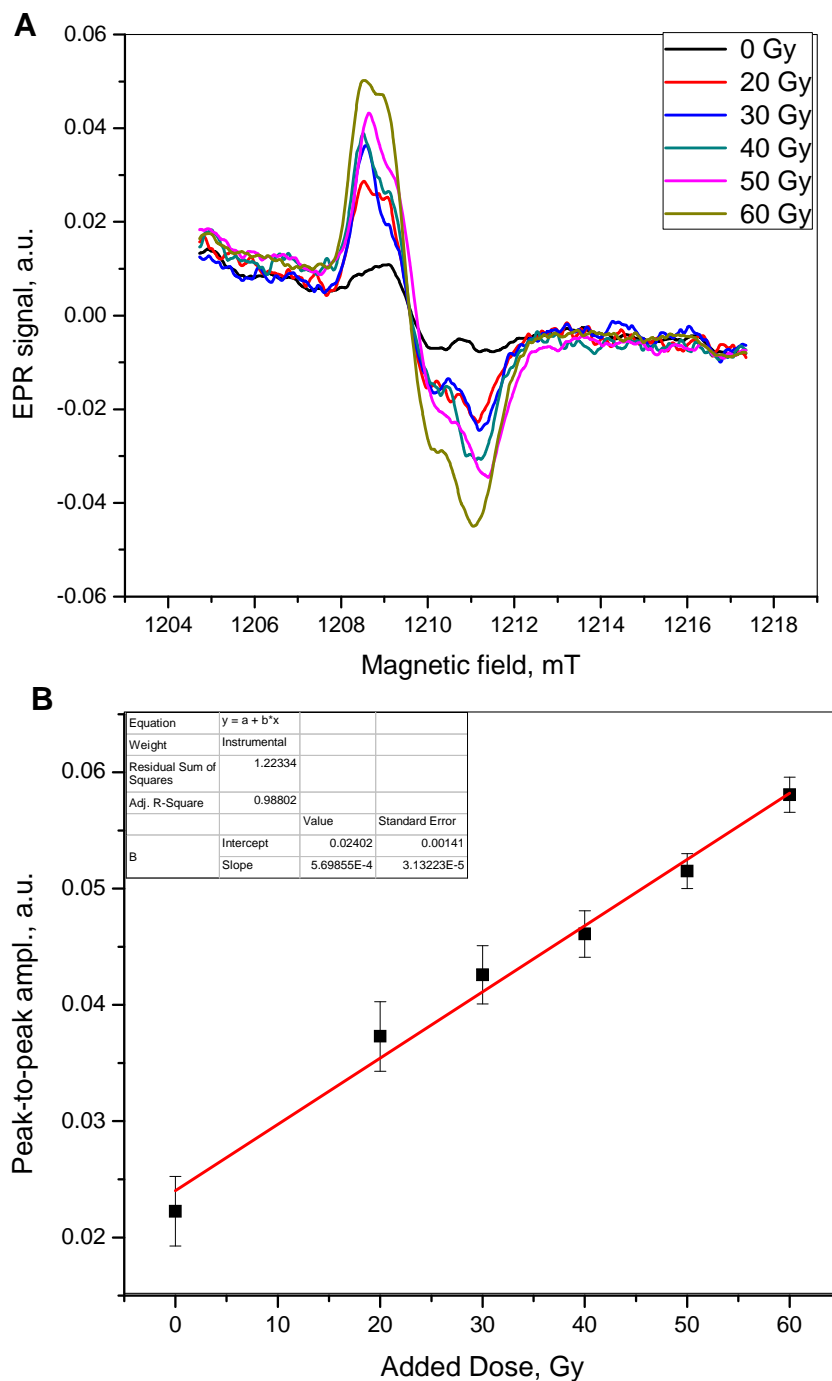 A
0 Gy
20 Gy
30 Gy
40 Gy
50 Gy
60 Gy
0.06
0.04
0.02
0.00
-0.02
-0.04
-0.06
EPR signal, a.u.
1204 1206 1208 1210 1212 1214 1216 1218
Magnetic field, mT
B
Equation y = a + b*x
Weight Instrumental
Residual Sum of Squares 1.22334
Adj. R-Square 0.98802
Value Standard Error
B Intercept 0.02402 0.00141
Slope 5.69855E-4 3.13223E-5
0.06
0.05
0.04
0.03
0.02
Peak-to-peak ampl., a.u.
0 10 20 30 40 50 60
Added Dose, Gy